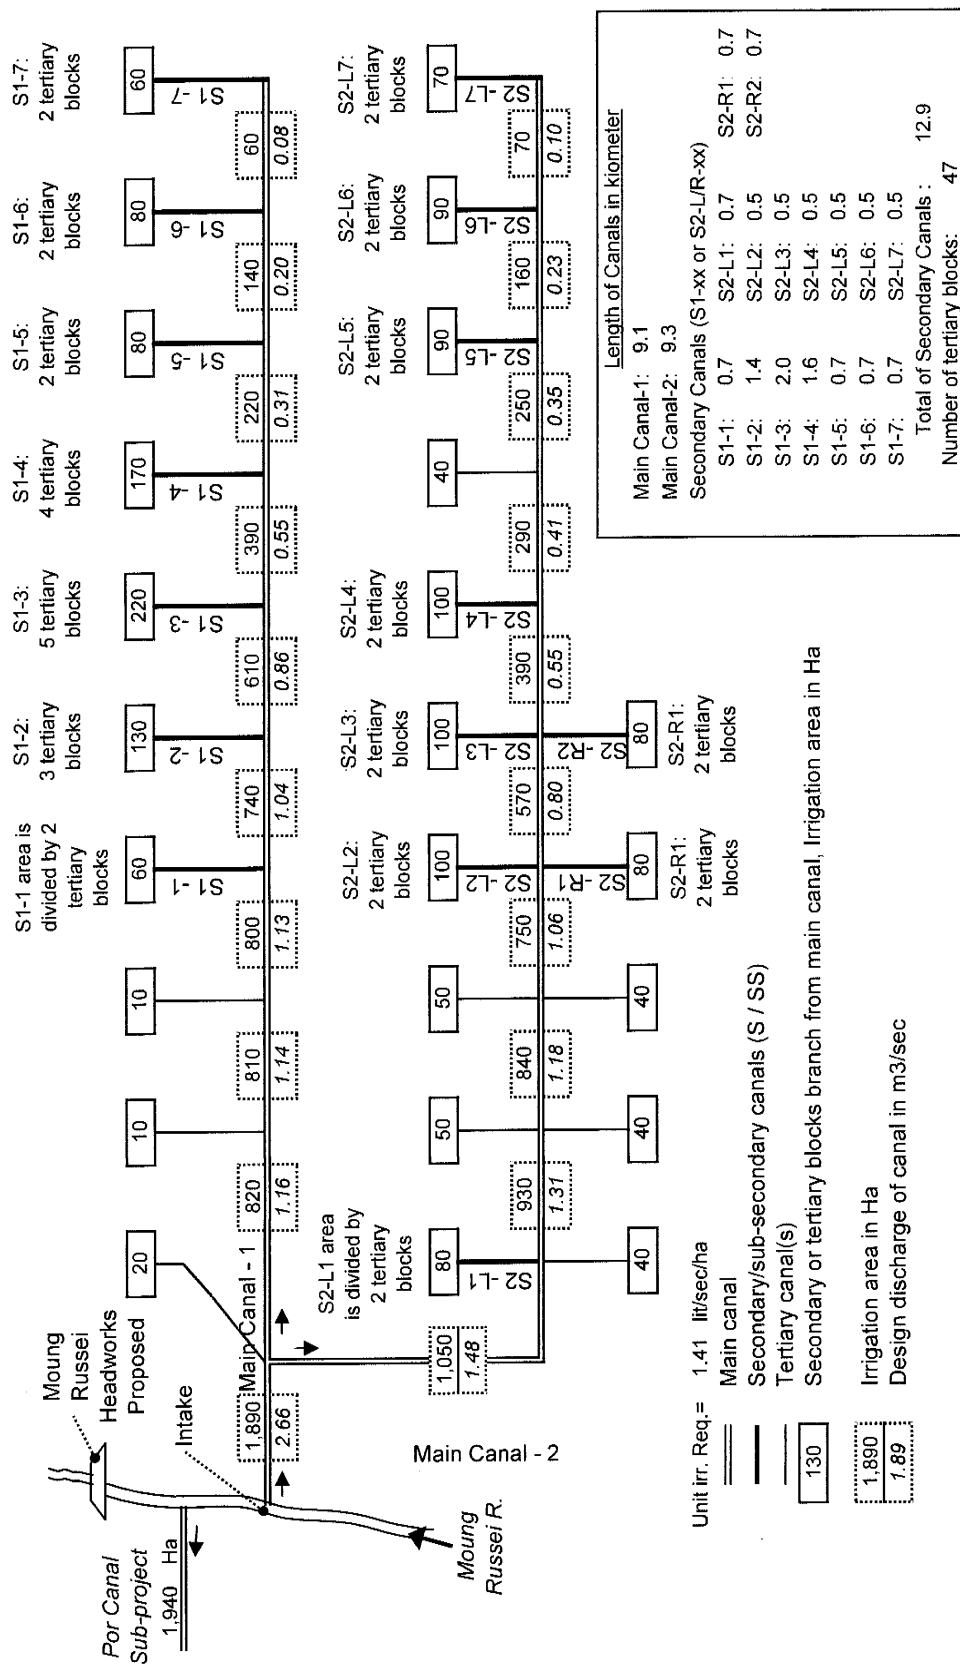 Moung
Russei
Headworks
Proposed
Intake
Por Canal
Sub-project
1,940 Ha
Moung
Russei R.
Main Canal - 1
Main Canal - 2
1,890
2.66
20
10
10
S1-1 area is
divided by 2
tertiary
blocks
60
S1-1
S1-2:
3 tertiary
blocks
130
S1-2
S1-3:
5 tertiary
blocks
220
S1-3
S1-4:
4 tertiary
blocks
170
S1-4
S1-5:
2 tertiary
blocks
80
S1-5
S1-6:
2 tertiary
blocks
80
S1-6
S1-7:
2 tertiary
blocks
60
S1-7
820
1.16
810
1.14
800
1.13
740
1.04
610
0.86
390
0.55
220
0.31
140
0.20
60
0.08
1,050
1.48
S2-L1 area
is divided by
2 tertiary
blocks
80
S2-L1
50
50
S2-L2:
2 tertiary
blocks
100
S2-L2
S2-L3:
2 tertiary
blocks
100
S2-L3
S2-L4:
2 tertiary
blocks
100
S2-L4
40
S2-L5:
2 tertiary
blocks
90
S2-L5
S2-L6:
2 tertiary
blocks
90
S2-L6
S2-L7:
2 tertiary
blocks
70
S2-L7
930
1.31
840
1.18
750
1.06
570
0.80
390
0.55
290
0.41
250
0.35
160
0.23
70
0.10
40
40
40
S2-R1
80
S2-R1:
2 tertiary
blocks
S2-R2
80
S2-R1:
2 tertiary
blocks
Unit irr. Req.= 1.41 lit/sec/ha
Main canal
Secondary/sub-secondary canals (S / SS)
Tertiary canal(s)
130 Secondary or tertiary blocks branch from main canal, Irrigation area in Ha
1,890 Irrigation area in Ha
1.89 Design discharge of canal in m3/sec
Length of Canals in kiometer
Main Canal-1: 9.1
Main Canal-2: 9.3
Secondary Canals (S1-xx or S2-L/R-xx)
S1-1: 0.7 S2-L1: 0.7 S2-R1: 0.7
S1-2: 1.4 S2-L2: 0.5 S2-R2: 0.7
S1-3: 2.0 S2-L3: 0.5
S1-4: 1.6 S2-L4: 0.5
S1-5: 0.7 S2-L5: 0.5
S1-6: 0.7 S2-L6: 0.5
S1-7: 0.7 S2-L7: 0.5
Total of Secondary Canals : 12.9
Number of tertiary blocks: 47